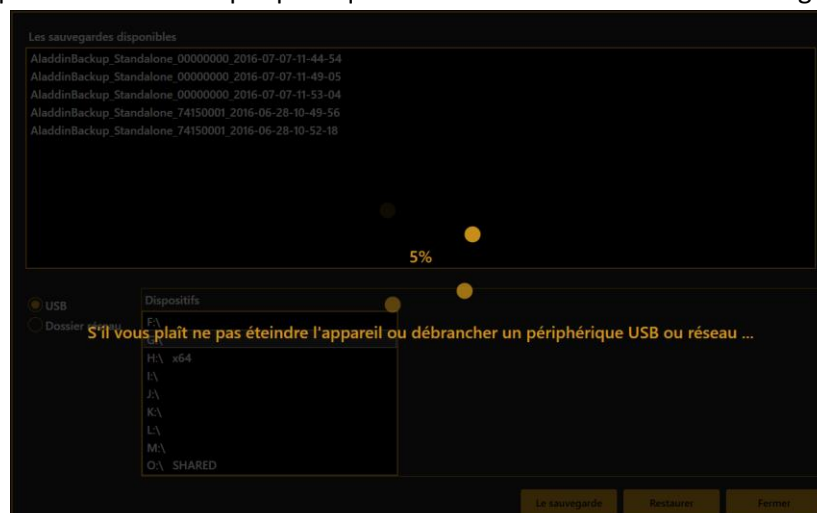 Les sauvegardes disponibles
AladdinBackup_Standalone_00000000_2016-07-07-11-44-54
AladdinBackup_Standalone_00000000_2016-07-07-11-49-05
AladdinBackup_Standalone_00000000_2016-07-07-11-53-04
AladdinBackup_Standalone_74150001_2016-06-28-10-49-56
AladdinBackup_Standalone_74150001_2016-06-28-10-52-18
5%
USB
Dossier réseau
Dispositifs
F:\
S'il vous plaît ne pas éteindre l'appareil ou débrancher un périphérique USB ou réseau ...
G:\
H:\ x64
I:\
J:\
K:\
L:\
M:\
O:\ SHARED
Le sauvegarde
Restaurer
Fermer